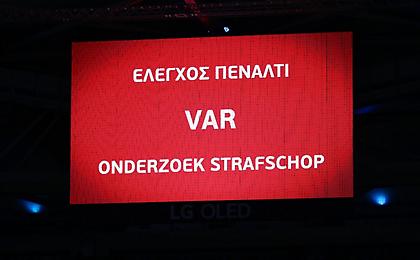 ΕΛΕΓΧΟΣ ΠΕΝΑΛΤΙ
VAR
ONDERZOEK STRAFSCHOP
LG OLED